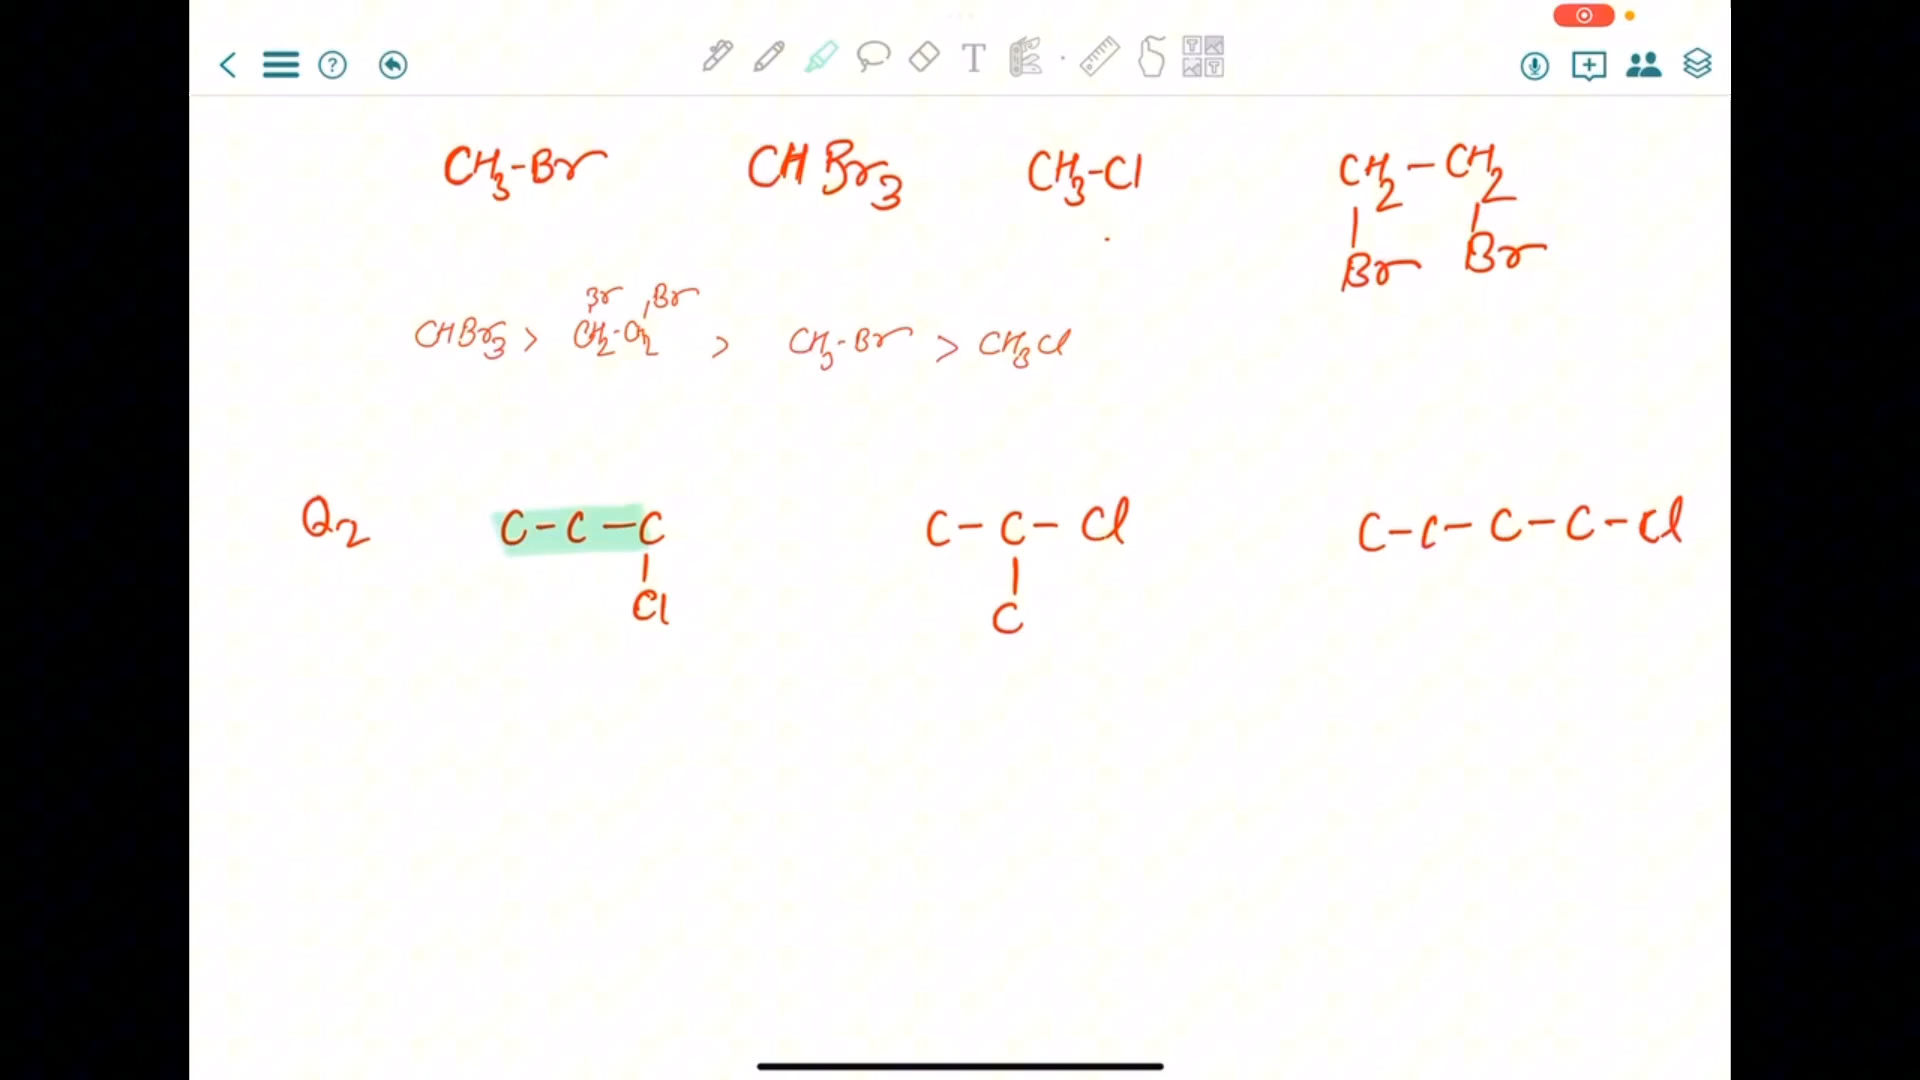 CH3-Br CHBr3 CH3-Cl CH2-CH2
Br Br
Br Br
CHBr3 > CH2-CH2 > CH3-Br > CH3Cl
Q2 C-C-C C-C-Cl C-C-C-C-Cl
Cl C